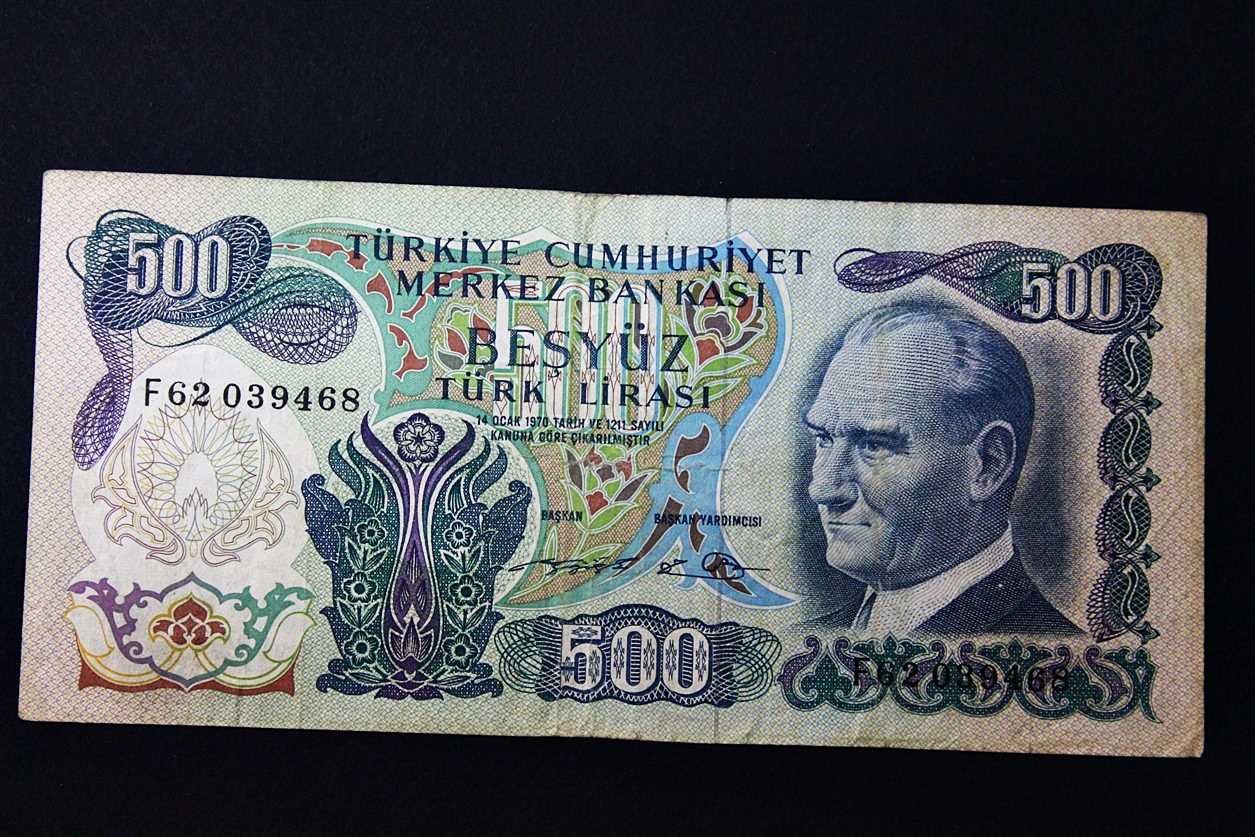 500
TÜRKİYE CUMHURİYET
MERKEZ BANKASI
500
500
BEŞYÜZ
TÜRK LİRASI
F62 039468
14 OCAK 1970 TARİH VE 1211 SAYILI
KANUNA GÖRE ÇIKARILMIŞTIR
BAŞKAN
BAŞKAN YARDIMCISI
500
F62 039468